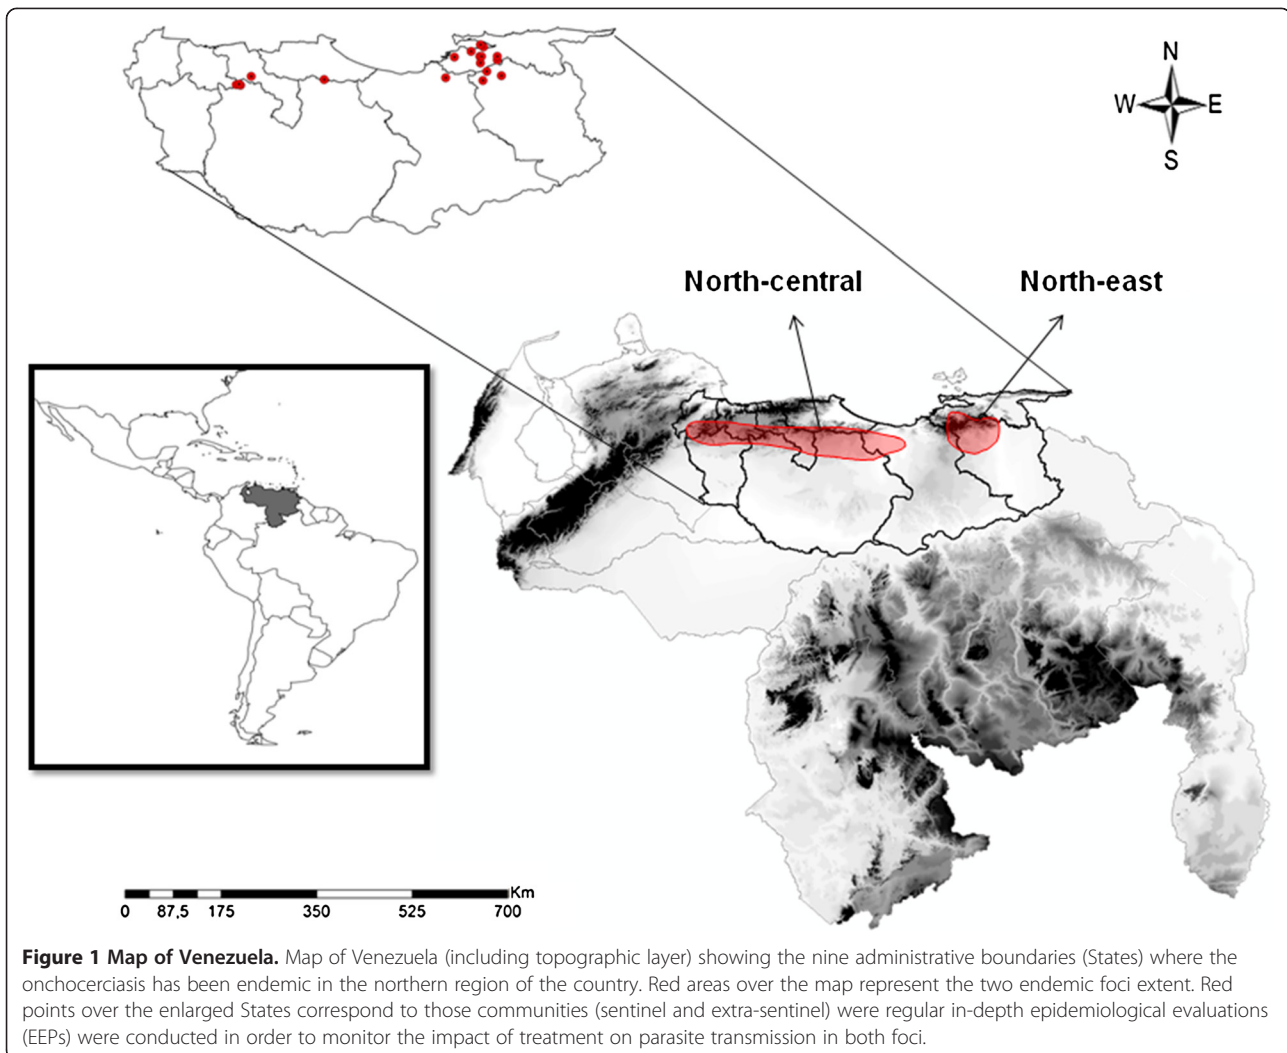 N
W E
S
North-central
North-east
Km
0 87,5 175 350 525 700
Figure 1 Map of Venezuela. Map of Venezuela (including topographic layer) showing the nine administrative boundaries (States) where the
onchocerciasis has been endemic in the northern region of the country. Red areas over the map represent the two endemic foci extent. Red
points over the enlarged States correspond to those communities (sentinel and extra-sentinel) were regular in-depth epidemiological evaluations
(EEPs) were conducted in order to monitor the impact of treatment on parasite transmission in both foci.